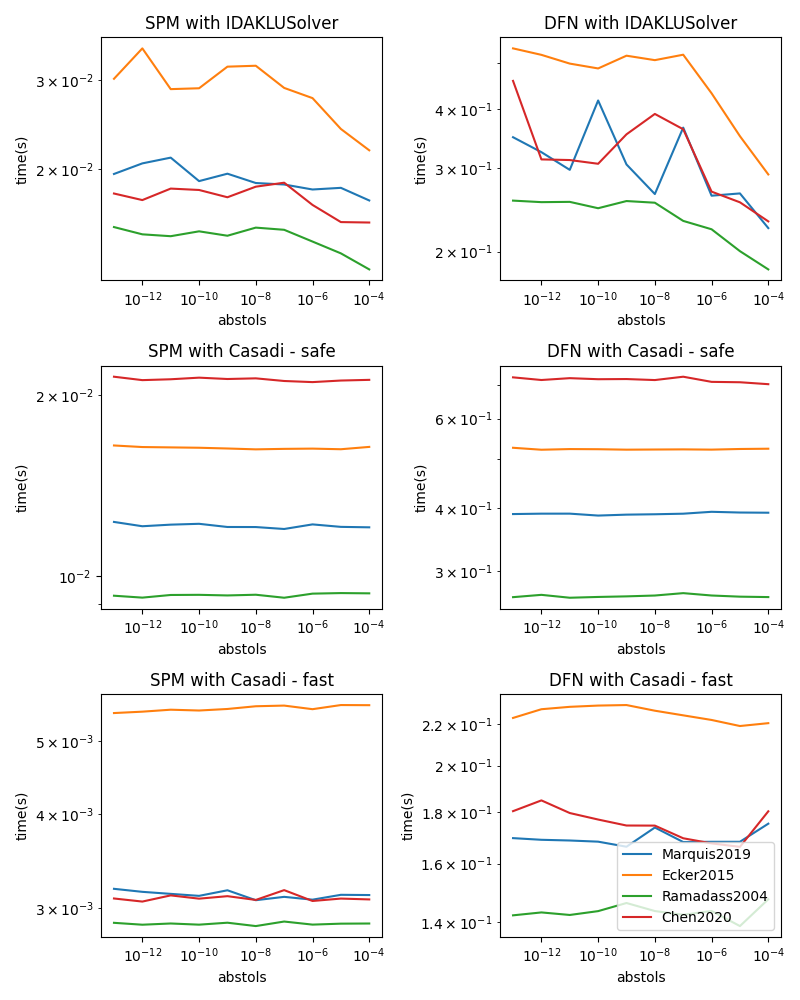 SPM with IDAKLUSolver
DFN with IDAKLUSolver
time(s)
3 × 10⁻²
2 × 10⁻²
10⁻¹² 10⁻¹⁰ 10⁻⁸ 10⁻⁶ 10⁻⁴
abstols
time(s)
4 × 10⁻¹
3 × 10⁻¹
2 × 10⁻¹
10⁻¹² 10⁻¹⁰ 10⁻⁸ 10⁻⁶ 10⁻⁴
abstols
SPM with Casadi - safe
DFN with Casadi - safe
time(s)
2 × 10⁻²
10⁻²
10⁻¹² 10⁻¹⁰ 10⁻⁸ 10⁻⁶ 10⁻⁴
abstols
time(s)
6 × 10⁻¹
4 × 10⁻¹
3 × 10⁻¹
10⁻¹² 10⁻¹⁰ 10⁻⁸ 10⁻⁶ 10⁻⁴
abstols
SPM with Casadi - fast
DFN with Casadi - fast
time(s)
5 × 10⁻³
4 × 10⁻³
3 × 10⁻³
10⁻¹² 10⁻¹⁰ 10⁻⁸ 10⁻⁶ 10⁻⁴
abstols
time(s)
2.2 × 10⁻¹
2 × 10⁻¹
1.8 × 10⁻¹
1.6 × 10⁻¹
1.4 × 10⁻¹
Marquis2019
Ecker2015
Ramadass2004
Chen2020
10⁻¹² 10⁻¹⁰ 10⁻⁸ 10⁻⁶ 10⁻⁴
abstols